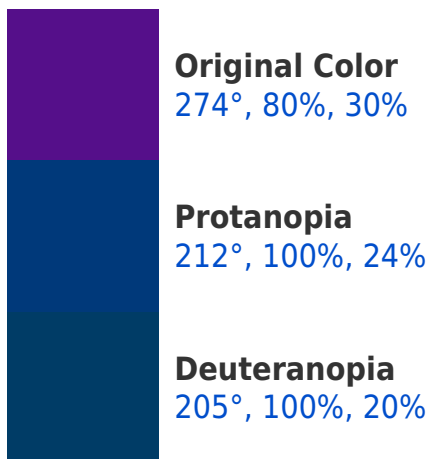 Original Color
274°, 80%, 30%
Protanopia
212°, 100%, 24%
Deuteranopia
205°, 100%, 20%